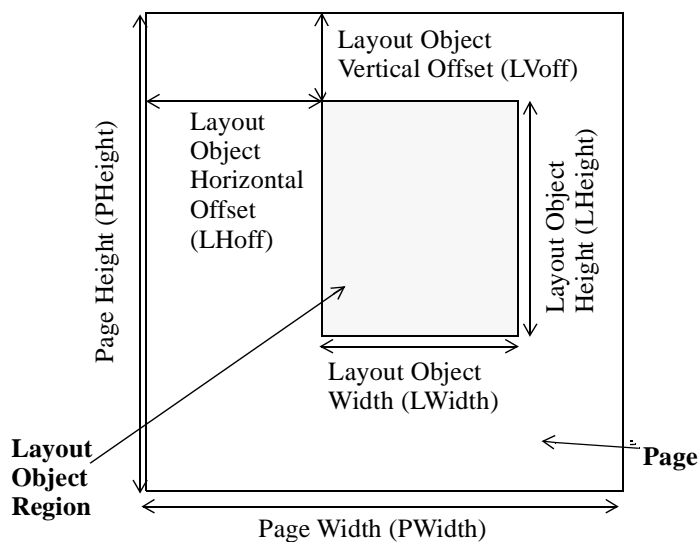 Layout Object
Vertical Offset (LVoff)
Layout
Object
Horizontal
Offset
(LHoff)
Page Height (PHeight)
Layout Object
Height (LHeight)
Layout Object
Width (LWidth)
Layout
Object
Region
Page
Page Width (PWidth)